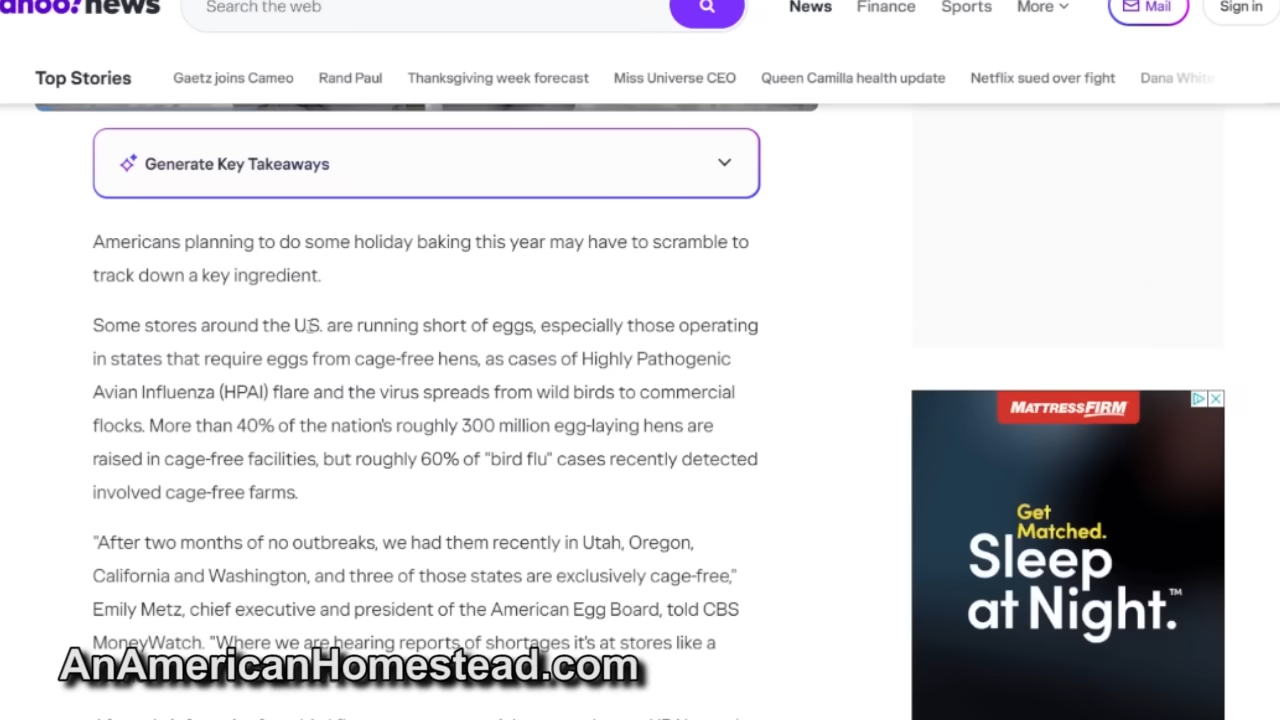 news
Search the web
News Finance Sports More Mail Sign in
Top Stories Gaetz joins Cameo Rand Paul Thanksgiving week forecast Miss Universe CEO Queen Camilla health update Netflix sued over fight Dana White
Generate Key Takeaways
Americans planning to do some holiday baking this year may have to scramble to
track down a key ingredient.
Some stores around the U.S. are running short of eggs, especially those operating
in states that require eggs from cage-free hens, as cases of Highly Pathogenic
Avian Influenza (HPAI) flare and the virus spreads from wild birds to commercial
flocks. More than 40% of the nation's roughly 300 million egg-laying hens are
raised in cage-free facilities, but roughly 60% of "bird flu" cases recently detected
involved cage-free farms.
"After two months of no outbreaks, we had them recently in Utah, Oregon,
California and Washington, and three of those states are exclusively cage-free,"
Emily Metz, chief executive and president of the American Egg Board, told CBS
MoneyWatch. "Where we are hearing reports of shortages it's at stores like a
AnAmericanHomestead.com
MATTRESSFIRM
Get
Matched.
Sleep
at Night.™